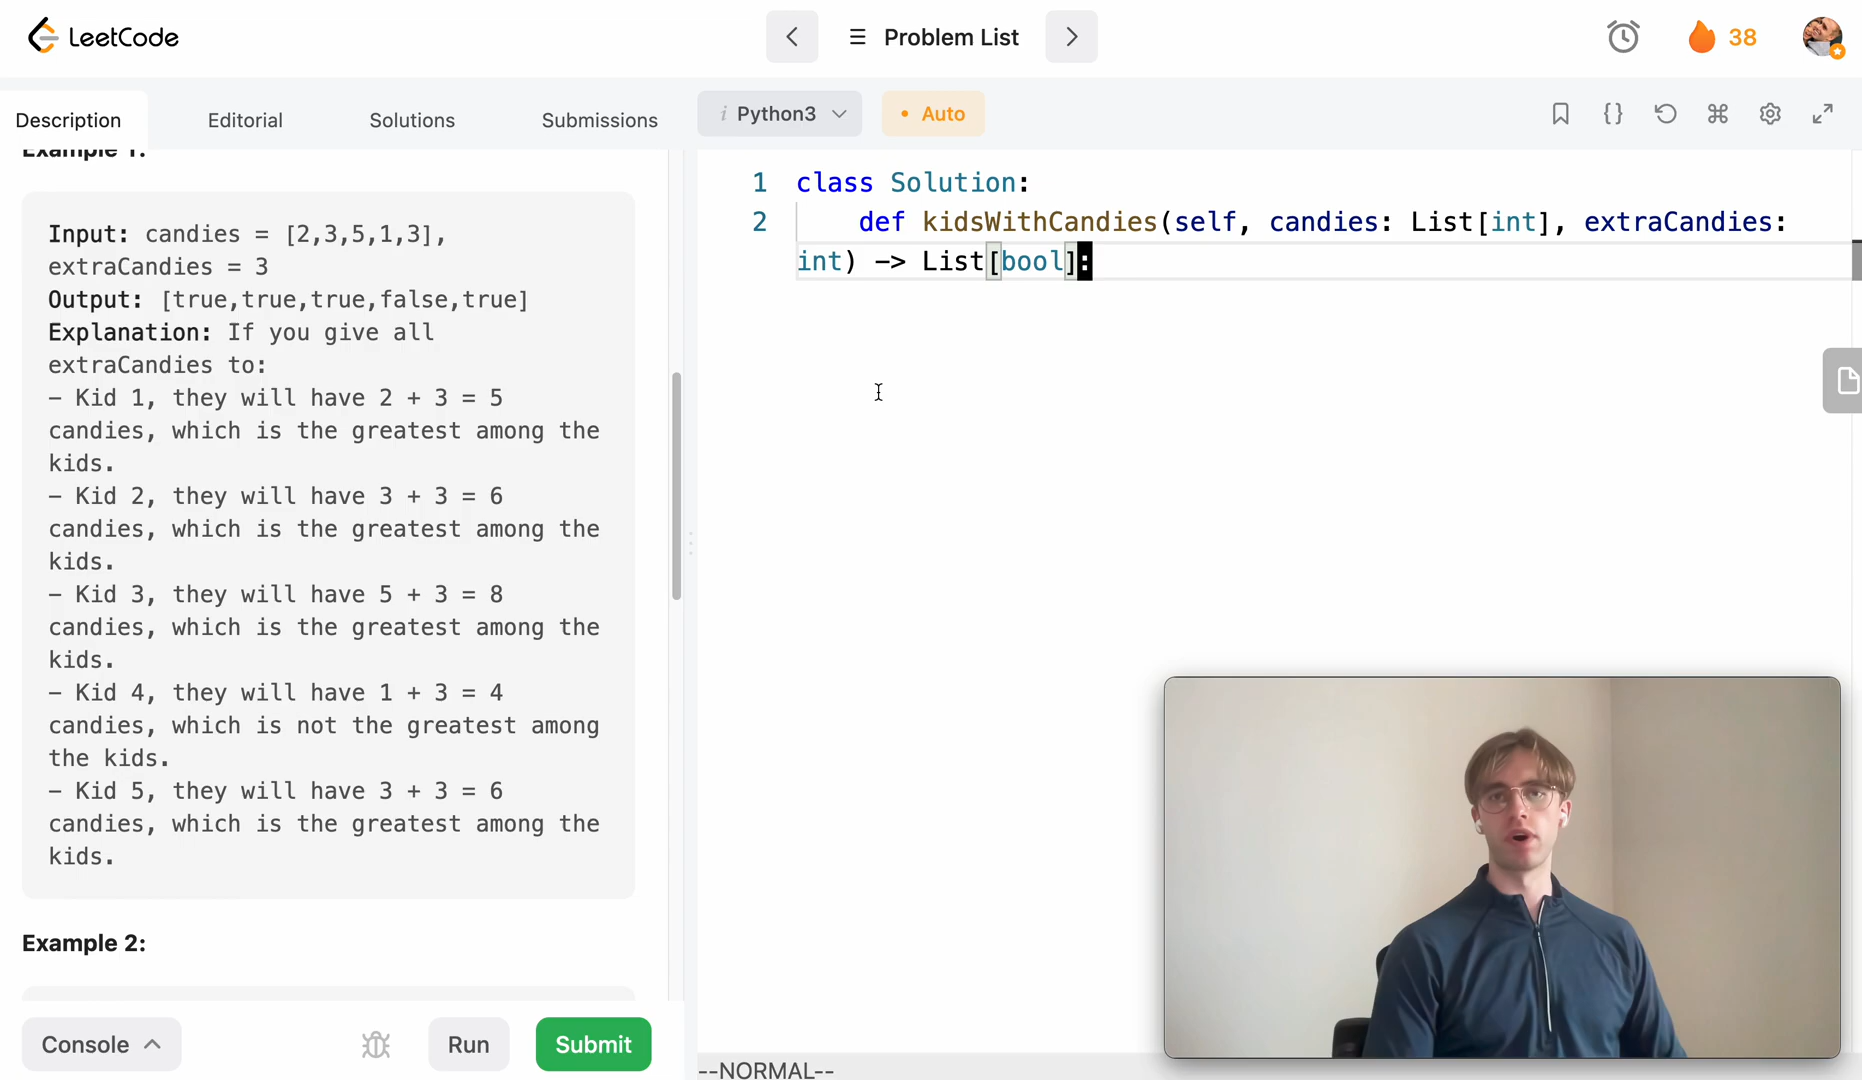 LeetCode
Problem List
38
Description
Editorial
Solutions
Submissions
i Python3
• Auto
{}
Example 1:
Input: candies = [2,3,5,1,3],
extraCandies = 3
Output: [true,true,true,false,true]
Explanation: If you give all
extraCandies to:
- Kid 1, they will have 2 + 3 = 5
candies, which is the greatest among the
kids.
- Kid 2, they will have 3 + 3 = 6
candies, which is the greatest among the
kids.
- Kid 3, they will have 5 + 3 = 8
candies, which is the greatest among the
kids.
- Kid 4, they will have 1 + 3 = 4
candies, which is not the greatest among
the kids.
- Kid 5, they will have 3 + 3 = 6
candies, which is the greatest among the
kids.
Example 2:
Console
Run
Submit
1 class Solution:
2 def kidsWithCandies(self, candies: List[int], extraCandies:
int) -> List[bool]:
--NORMAL--